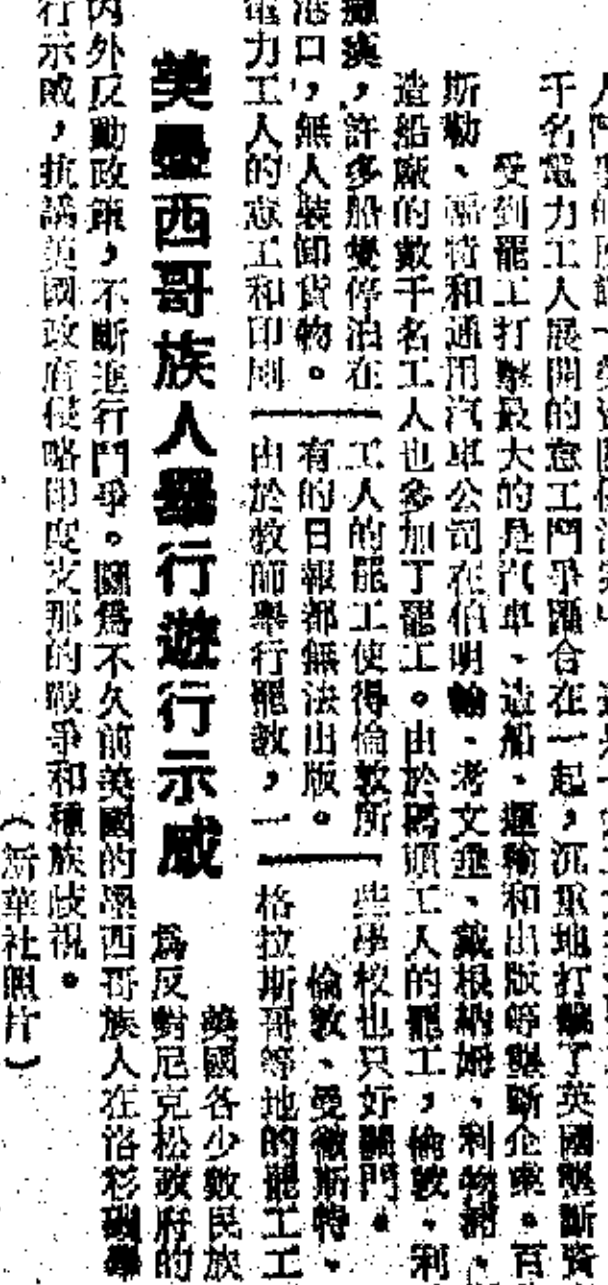 千名電力工人展開的怠工鬥爭滙合在一起，沉重地打擊了英國壟斷資
受到罷工打擊最大的是汽車、造船、運輸和出版等壟斷企業。百
斯勒、福特和通用汽車公司在伯明翰、考文垂、戴根納姆、利物浦、
造船廠的數千名工人也參加了罷工。由於碼頭工人的罷工，倫敦、利
癱瘓，許多船隻停泊在
港口，無人裝卸貨物。
電力工人的怠工和印刷
工人的罷工使得倫敦所
有的日報都無法出版。
由於教師舉行罷教，一
些學校也只好關門。
倫敦、曼徹斯特、
格拉斯哥等地的罷工工
美墨西哥族人舉行遊行示威
美國各少數民族
為反對尼克松政府的
內外反動政策，不斷進行鬥爭。圖為不久前美國的墨西哥族人在洛杉磯舉
行示威，抗議美國政府侵略印度支那的戰爭和種族歧視。
（新華社照片）